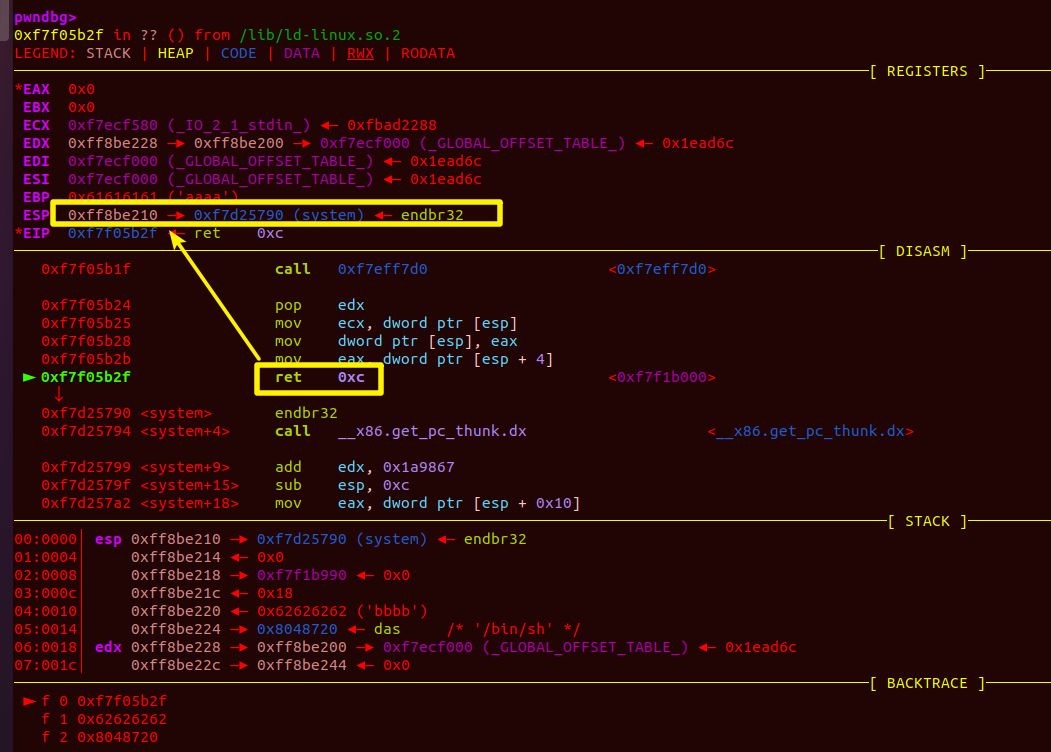 pwndbg>
0xf7f05b2f in ?? () from /lib/ld-linux.so.2
LEGEND: STACK | HEAP | CODE | DATA | RWX | RODATA
[ REGISTERS ]
*EAX 0x0
EBX 0x0
ECX 0xf7ecf580 (_IO_2_1_stdin_) ◂— 0xfbad2288
EDX 0xff8be228 —▸ 0xff8be200 —▸ 0xf7ecf000 (_GLOBAL_OFFSET_TABLE_) ◂— 0x1ead6c
EDI 0xf7ecf000 (_GLOBAL_OFFSET_TABLE_) ◂— 0x1ead6c
ESI 0xf7ecf000 (_GLOBAL_OFFSET_TABLE_) ◂— 0x1ead6c
EBP 0x61616161 ('aaaa')
ESP 0xff8be210 —▸ 0xf7d25790 (system) ◂— endbr32
*EIP 0xf7f05b2f ◂— ret 0xc
[ DISASM ]
0xf7f05b1f call 0xf7eff7d0 <0xf7eff7d0>
0xf7f05b24 pop edx
0xf7f05b25 mov ecx, dword ptr [esp]
0xf7f05b28 mov dword ptr [esp], eax
0xf7f05b2b mov eax, dword ptr [esp + 4]
► 0xf7f05b2f ret 0xc <0xf7f1b000>
↓
0xf7d25790 <system> endbr32
0xf7d25794 <system+4> call __x86.get_pc_thunk.dx <__x86.get_pc_thunk.dx>
0xf7d25799 <system+9> add edx, 0x1a9867
0xf7d2579f <system+15> sub esp, 0xc
0xf7d257a2 <system+18> mov eax, dword ptr [esp + 0x10]
[ STACK ]
00:0000│ esp 0xff8be210 —▸ 0xf7d25790 (system) ◂— endbr32
01:0004│ 0xff8be214 ◂— 0x0
02:0008│ 0xff8be218 —▸ 0xf7f1b990 ◂— 0x0
03:000c│ 0xff8be21c ◂— 0x18
04:0010│ 0xff8be220 ◂— 0x62626262 ('bbbb')
05:0014│ 0xff8be224 —▸ 0x8048720 ◂— das /* '/bin/sh' */
06:0018│ edx 0xff8be228 —▸ 0xff8be200 —▸ 0xf7ecf000 (_GLOBAL_OFFSET_TABLE_) ◂— 0x1ead6c
07:001c│ 0xff8be22c —▸ 0xff8be244 ◂— 0x0
[ BACKTRACE ]
► f 0 0xf7f05b2f
f 1 0x62626262
f 2 0x8048720